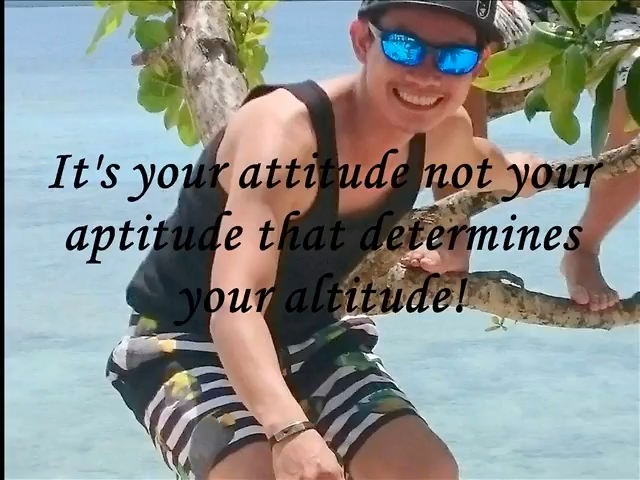 It's your attitude not your
aptitude that determines
your altitude!